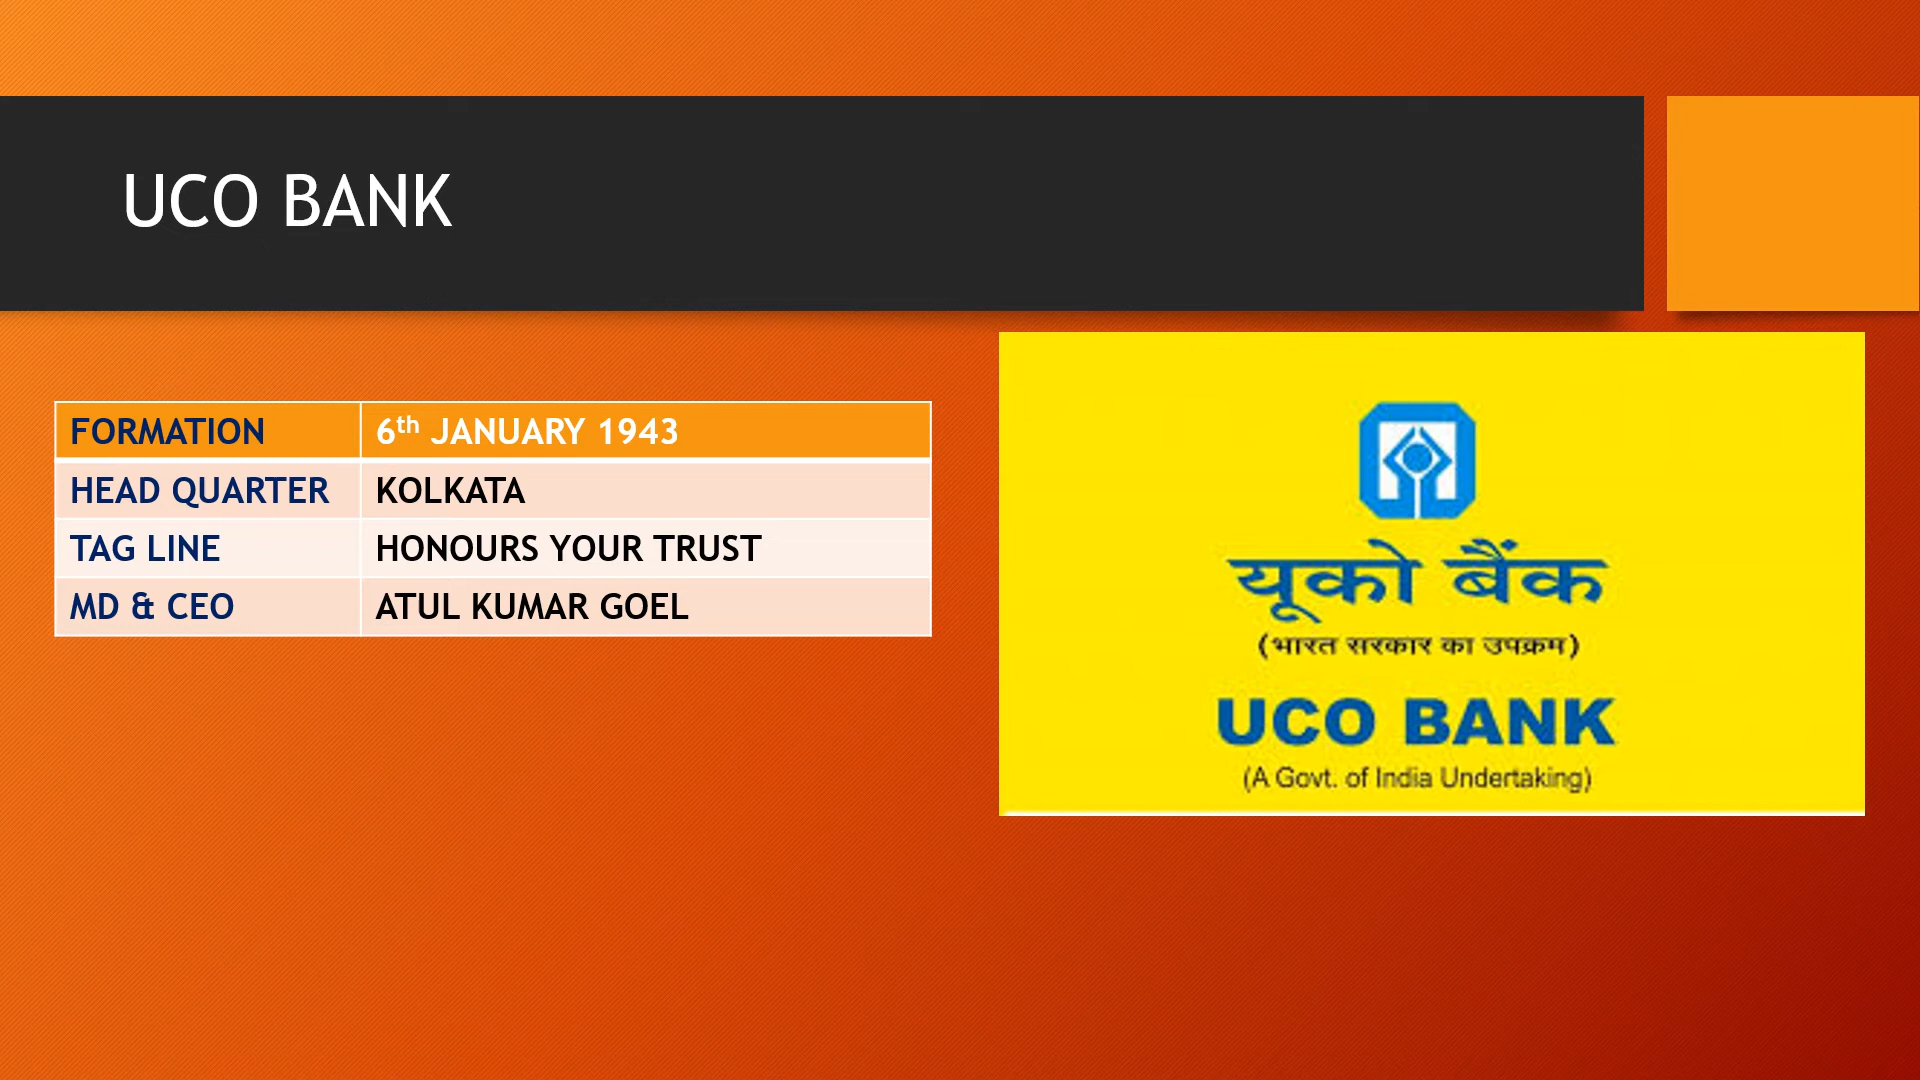 UCO BANK
FORMATION 6th JANUARY 1943
HEAD QUARTER KOLKATA
TAG LINE HONOURS YOUR TRUST
MD & CEO ATUL KUMAR GOEL
यूको बैंक
(भारत सरकार का उपक्रम)
UCO BANK
(A Govt. of India Undertaking)